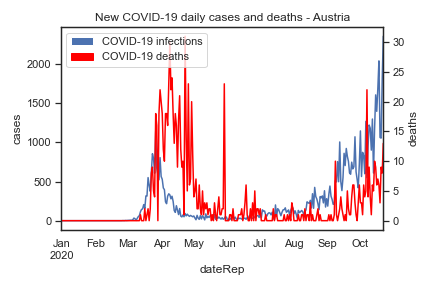 New COVID-19 daily cases and deaths - Austria
COVID-19 infections
COVID-19 deaths
2000
1500
1000
500
0
cases
30
25
20
15
10
5
0
deaths
Jan Feb Mar Apr May Jun Jul Aug Sep Oct
2020
dateRep